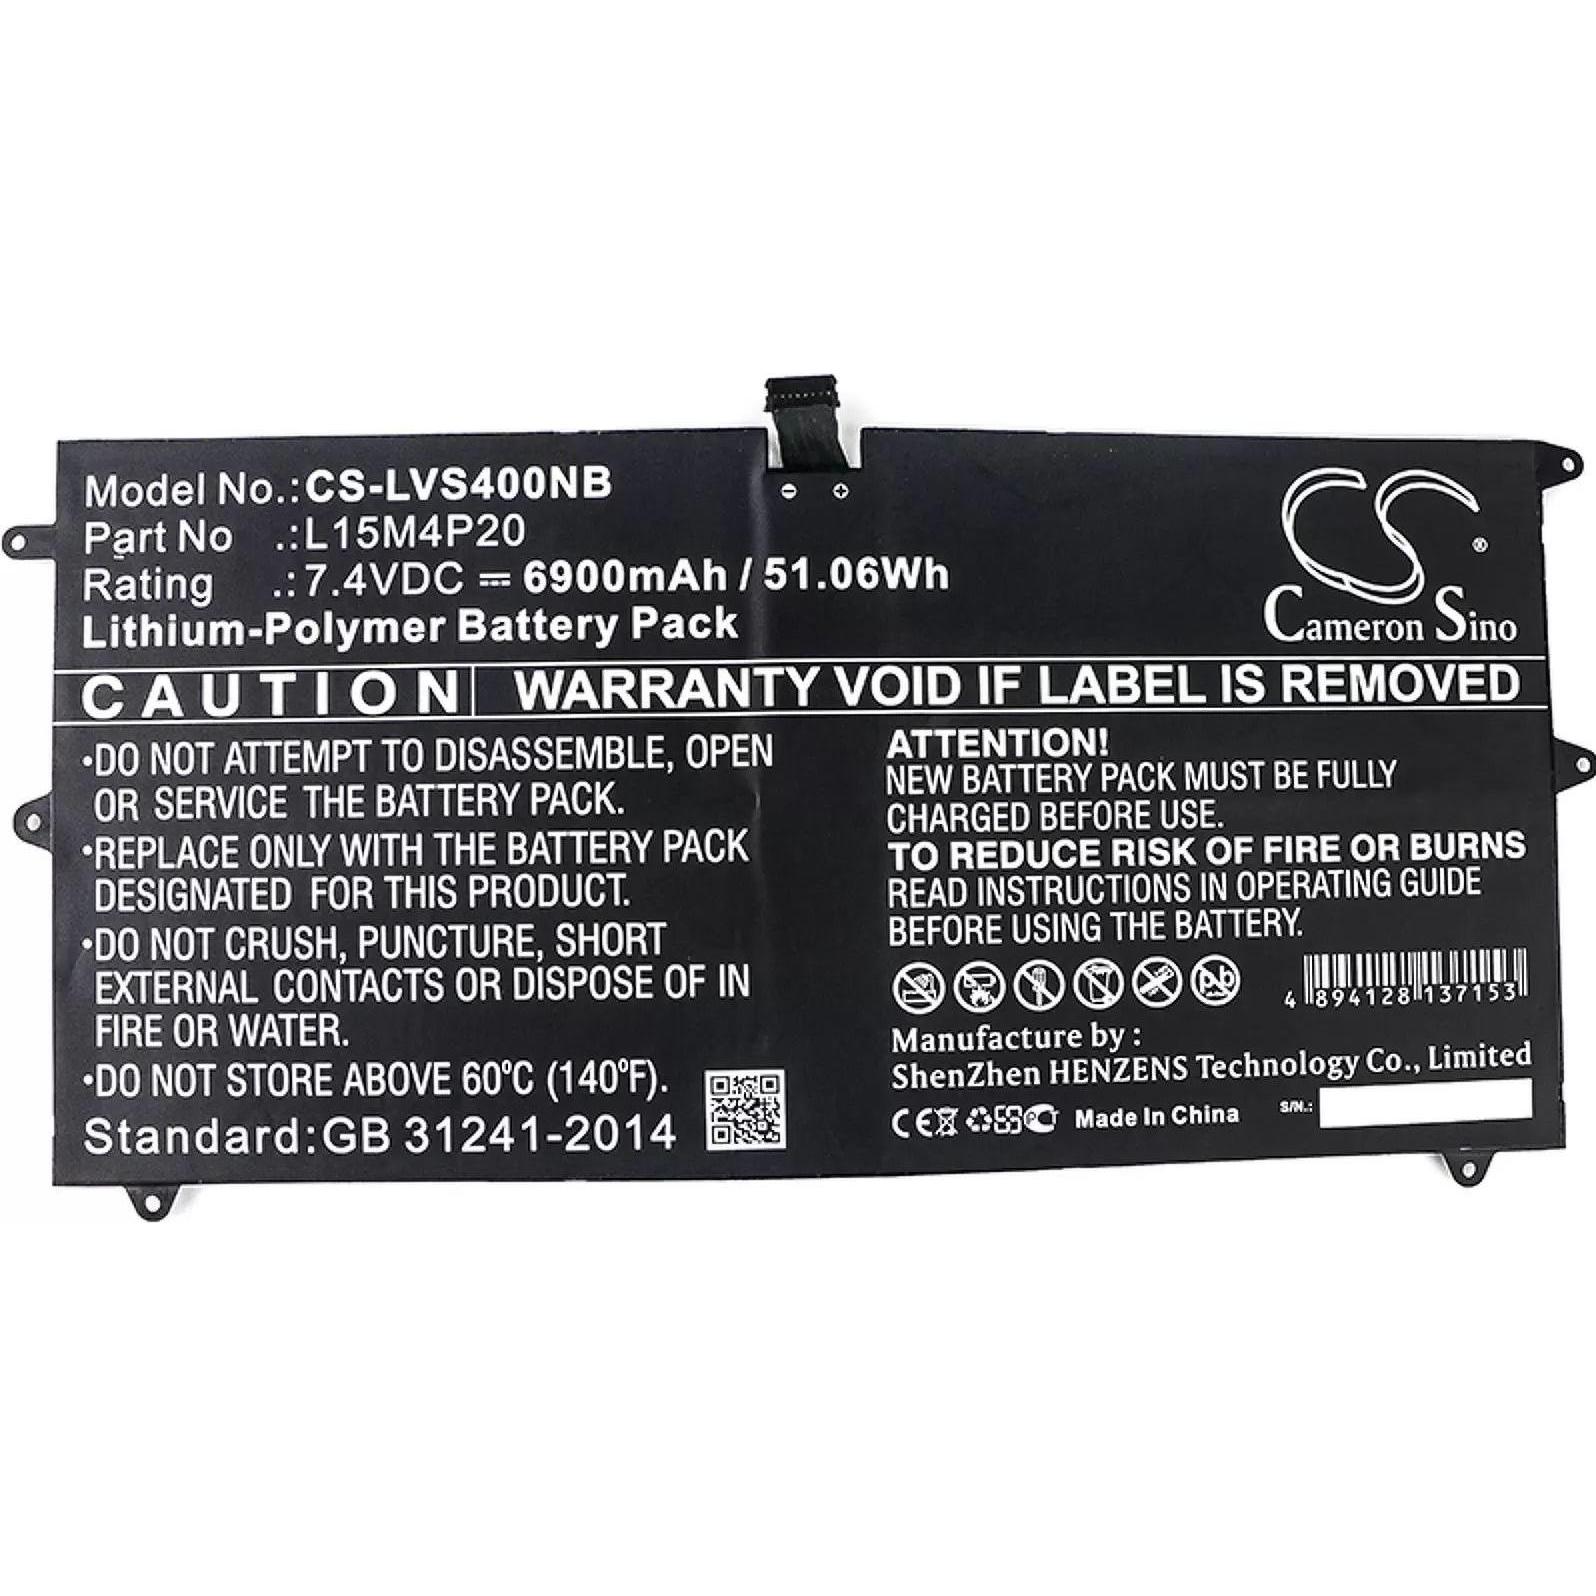 Model No.:CS-LVS400NB
Part No .:L15M4P20
Rating .:7.4VDC ⎓ 6900mAh / 51.06Wh
Lithium-Polymer Battery Pack
⊖ ⊕
CS®
Cameron Sino
CAUTION WARRANTY VOID IF LABEL IS REMOVED
•DO NOT ATTEMPT TO DISASSEMBLE, OPEN
OR SERVICE THE BATTERY PACK.
•REPLACE ONLY WITH THE BATTERY PACK
DESIGNATED FOR THIS PRODUCT.
•DO NOT CRUSH, PUNCTURE, SHORT
EXTERNAL CONTACTS OR DISPOSE OF IN
FIRE OR WATER.
•DO NOT STORE ABOVE 60ºC (140ºF).
Standard:GB 31241-2014
ATTENTION!
NEW BATTERY PACK MUST BE FULLY
CHARGED BEFORE USE.
TO REDUCE RISK OF FIRE OR BURNS
READ INSTRUCTIONS IN OPERATING GUIDE
BEFORE USING THE BATTERY.
Pb
4 894128 137153
Manufacture by :
ShenZhen HENZENS Technology Co., Limited
CE Made In China S/N.: